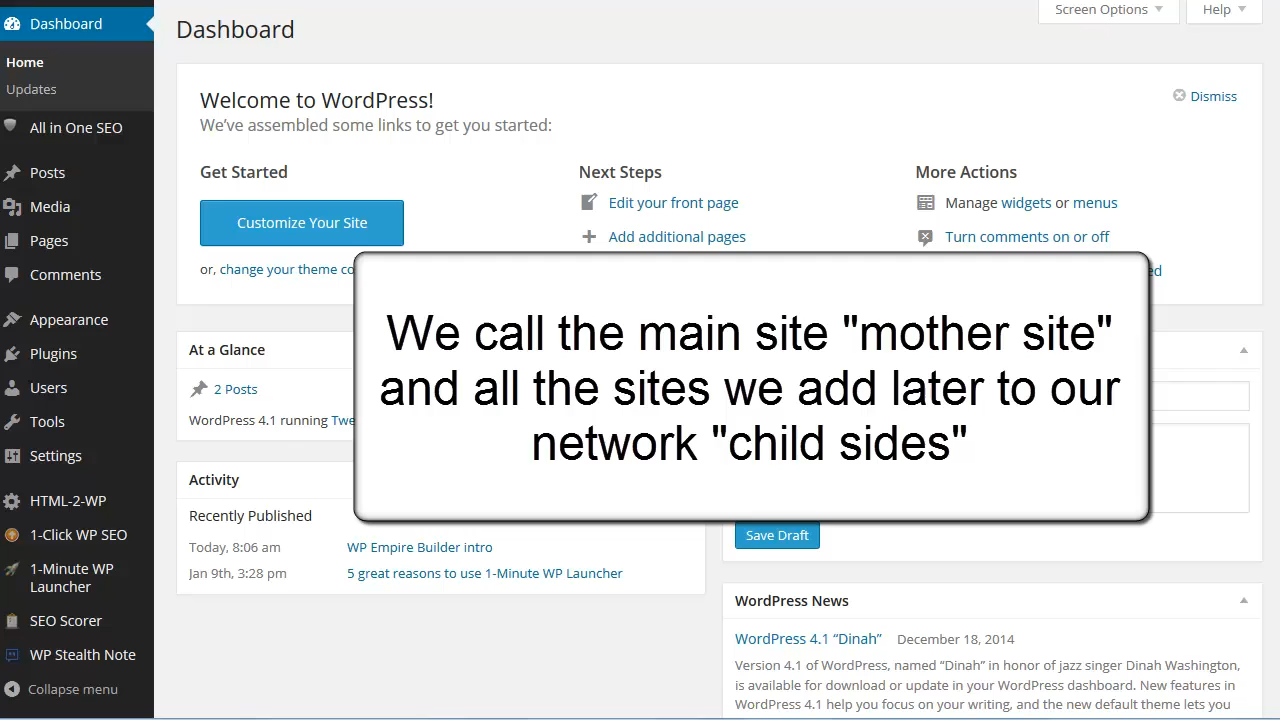 Dashboard
Home
Updates
All in One SEO
Posts
Media
Pages
Comments
Appearance
Plugins
Users
Tools
Settings
HTML-2-WP
1-Click WP SEO
1-Minute WP
Launcher
SEO Scorer
WP Stealth Note
Collapse menu
Screen Options
Help
Dashboard
Welcome to WordPress!
We've assembled some links to get you started:
Dismiss
Get Started
Customize Your Site
or, change your theme co
Next Steps
Edit your front page
Add additional pages
More Actions
Manage widgets or menus
Turn comments on or off
ed
We call the main site "mother site"
and all the sites we add later to our
network "child sides"
At a Glance
2 Posts
WordPress 4.1 running Twe
Activity
Recently Published
Today, 8:06 am WP Empire Builder intro
Jan 9th, 3:28 pm 5 great reasons to use 1-Minute WP Launcher
Save Draft
WordPress News
WordPress 4.1 “Dinah” December 18, 2014
Version 4.1 of WordPress, named “Dinah” in honor of jazz singer Dinah Washington,
is available for download or update in your WordPress dashboard. New features in
WordPress 4.1 help you focus on your writing, and the new default theme lets you